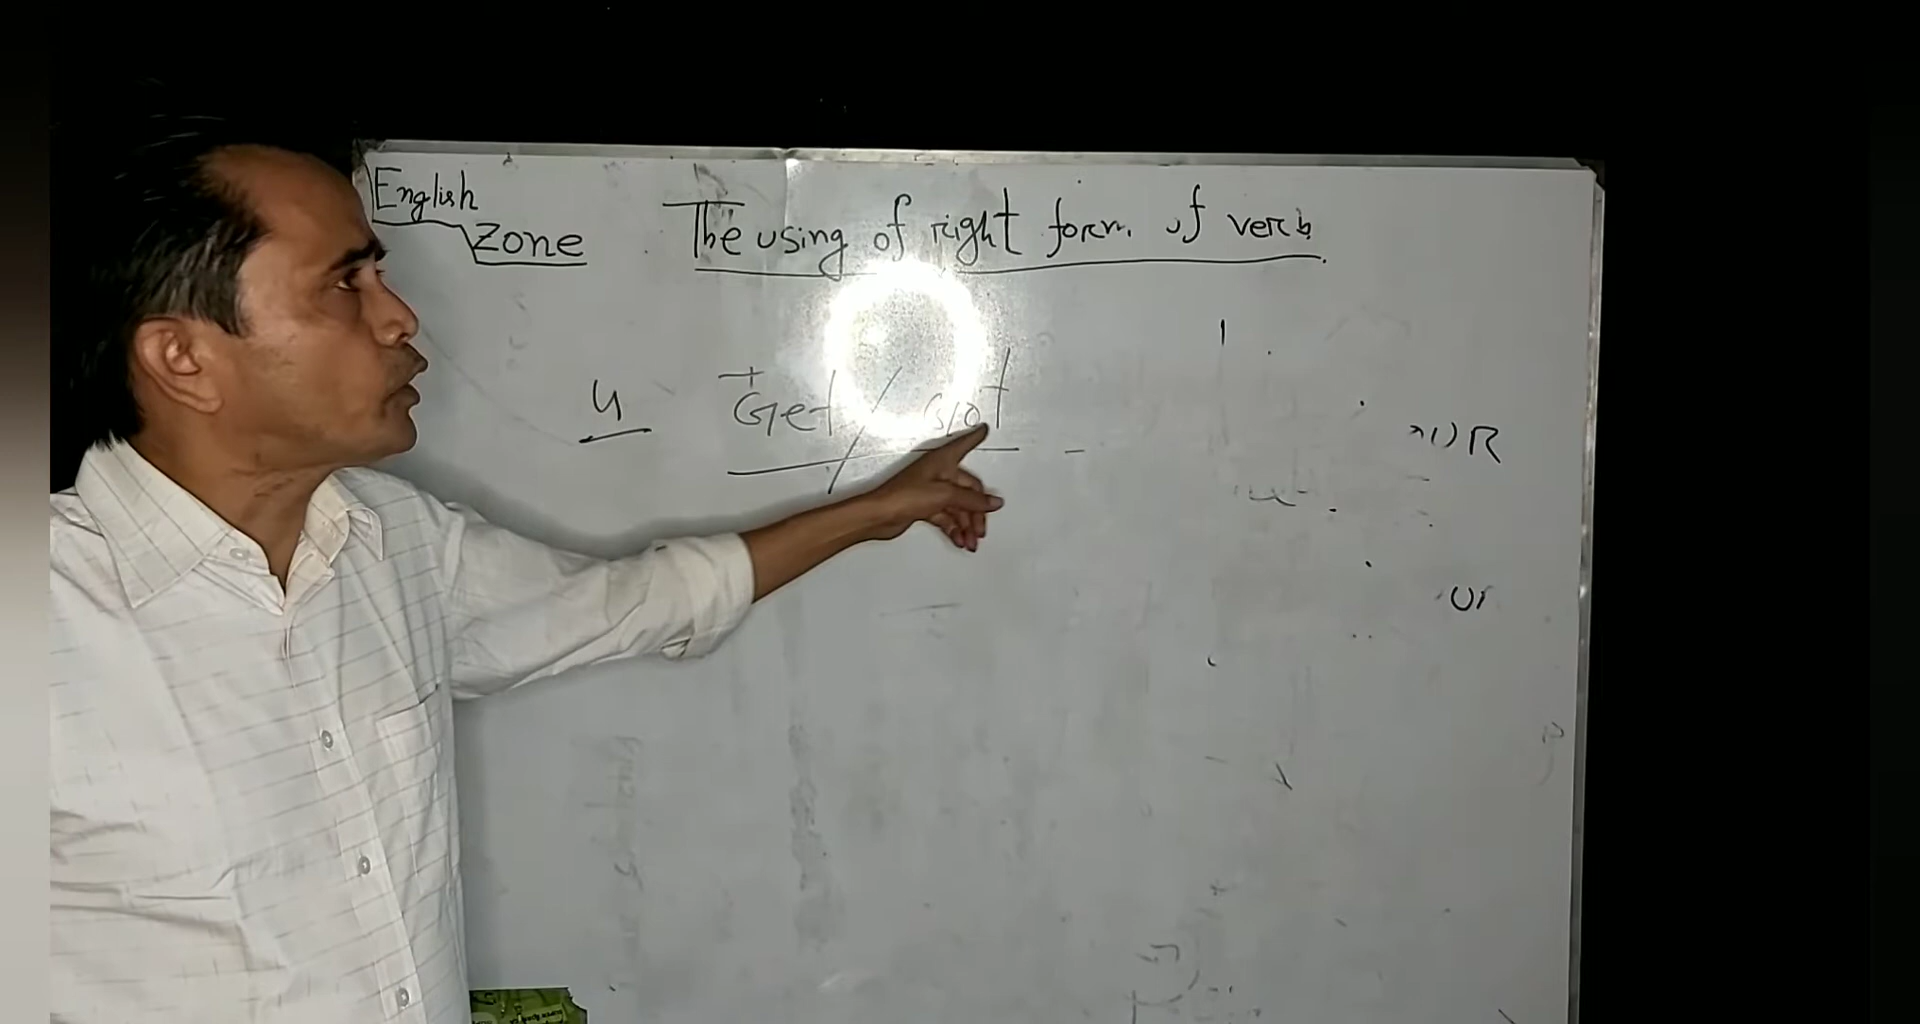 English
Zone
The using of right form of verb.
4 Get / Got -